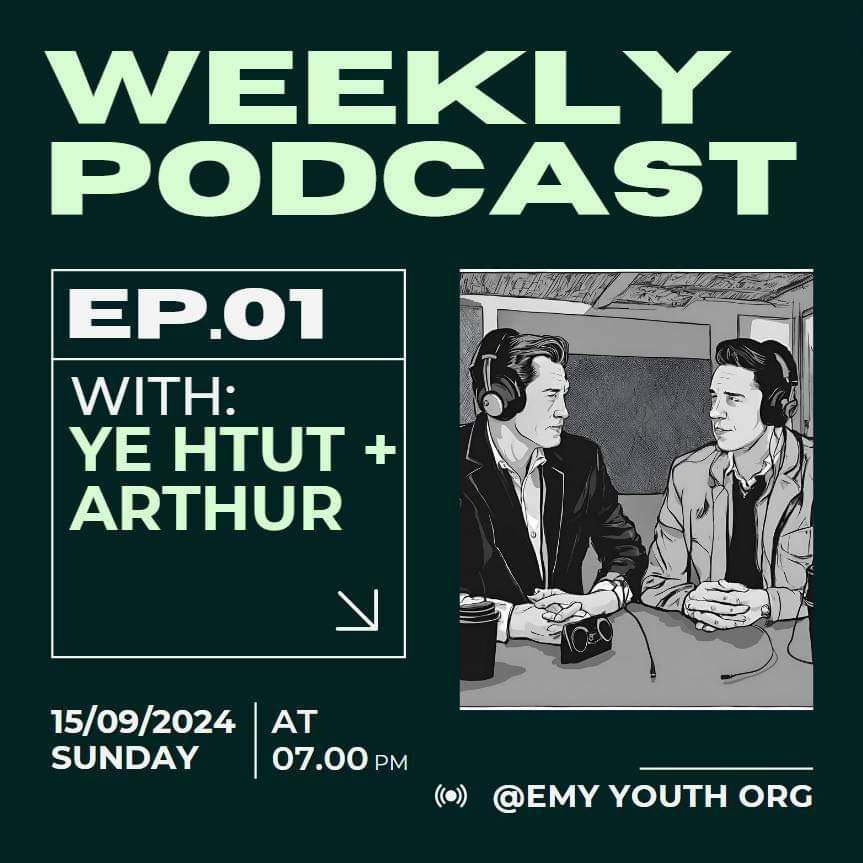 WEEKLY
PODCAST
EP.01
WITH:
YE HTUT +
ARTHUR
15/09/2024
SUNDAY
AT
07.00 PM
@EMY YOUTH ORG